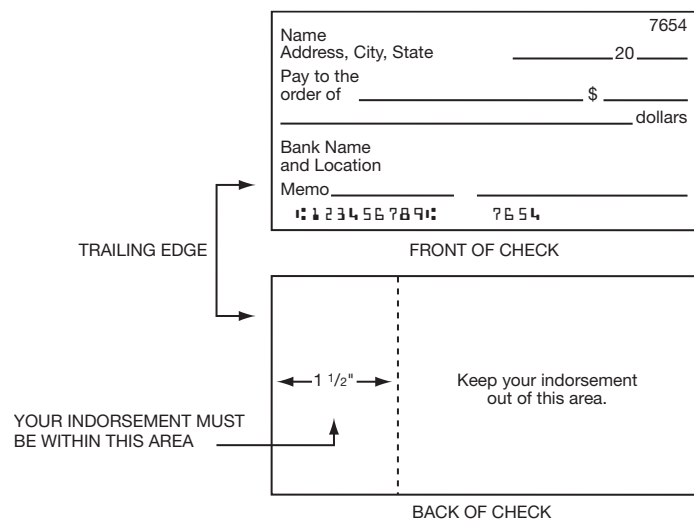 7654
Name
Address, City, State 20
Pay to the
order of $
dollars
Bank Name
and Location
Memo
⑆123456789⑆ 7654
TRAILING EDGE
FRONT OF CHECK
1 1/2"
Keep your indorsement
out of this area.
YOUR INDORSEMENT MUST
BE WITHIN THIS AREA
BACK OF CHECK